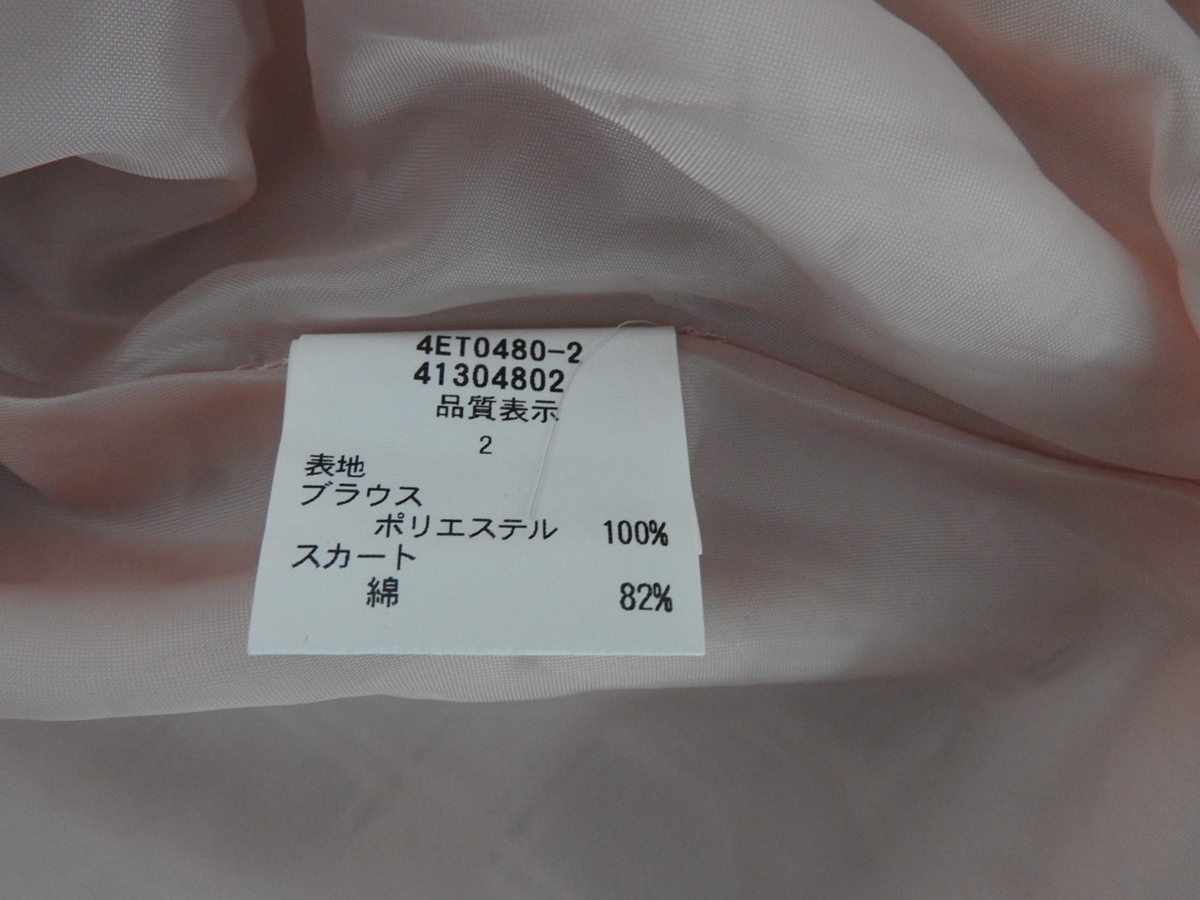 4ET0480-2
41304802
品質表示
2
表地
ブラウス
ポリエステル 100%
スカート
綿 82%